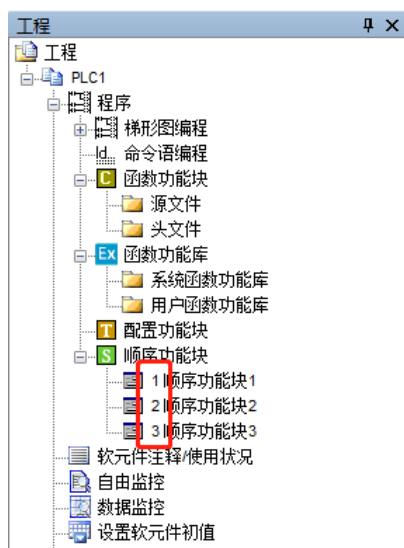 工程
工程
PLC1
程序
梯形图编程
Id 命令语编程
C 函数功能块
源文件
头文件
Ex 函数功能库
系统函数功能库
用户函数功能库
T 配置功能块
S 顺序功能块
1 顺序功能块1
2 顺序功能块2
3 顺序功能块3
软元件注释/使用状况
自由监控
数据监控
设置软元件初值